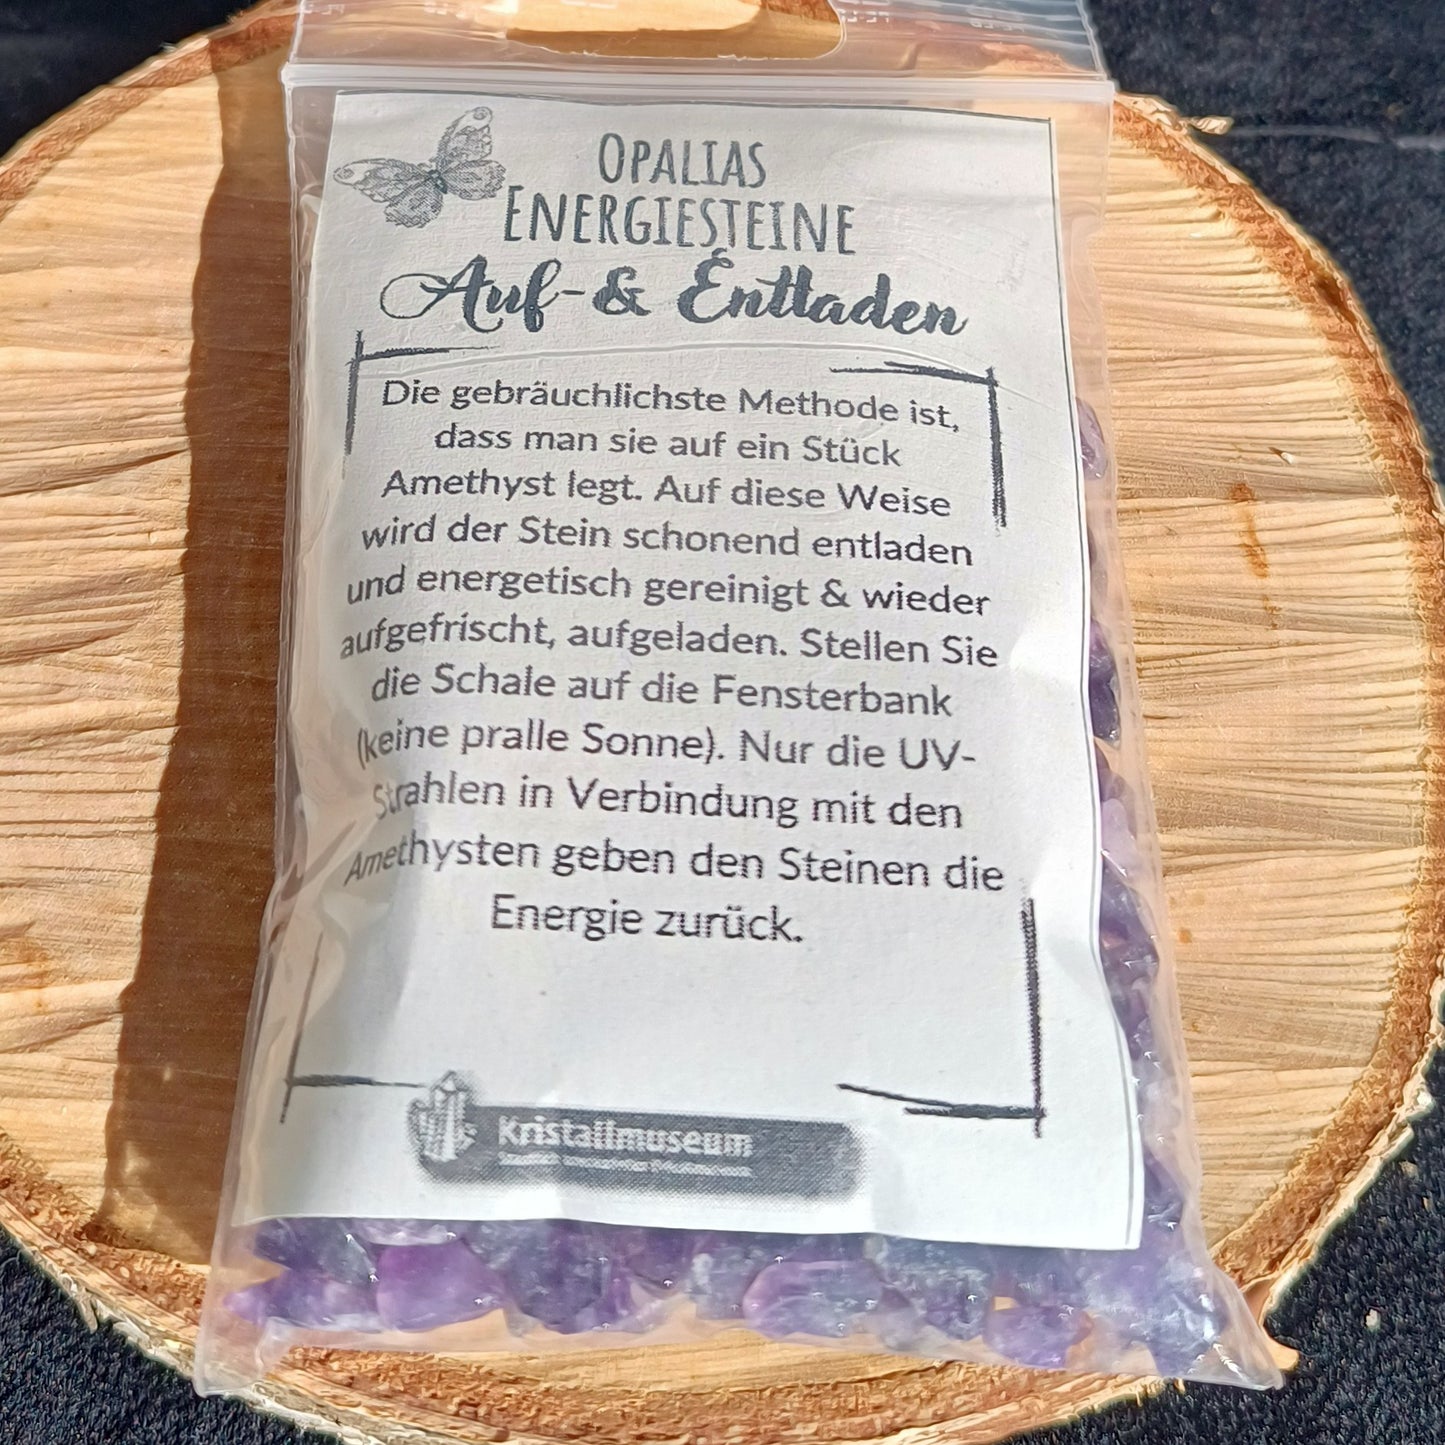 OPALIAS
ENERGIESTEINE
Auf-& Entladen
Die gebräuchlichste Methode ist,
dass man sie auf ein Stück
Amethyst legt. Auf diese Weise
wird der Stein schonend entladen
und energetisch gereinigt & wieder
aufgefrischt, aufgeladen. Stellen Sie
die Schale auf die Fensterbank
(keine pralle Sonne). Nur die UV-
Strahlen in Verbindung mit den
Amethysten geben den Steinen die
Energie zurück.
Kristallmuseum